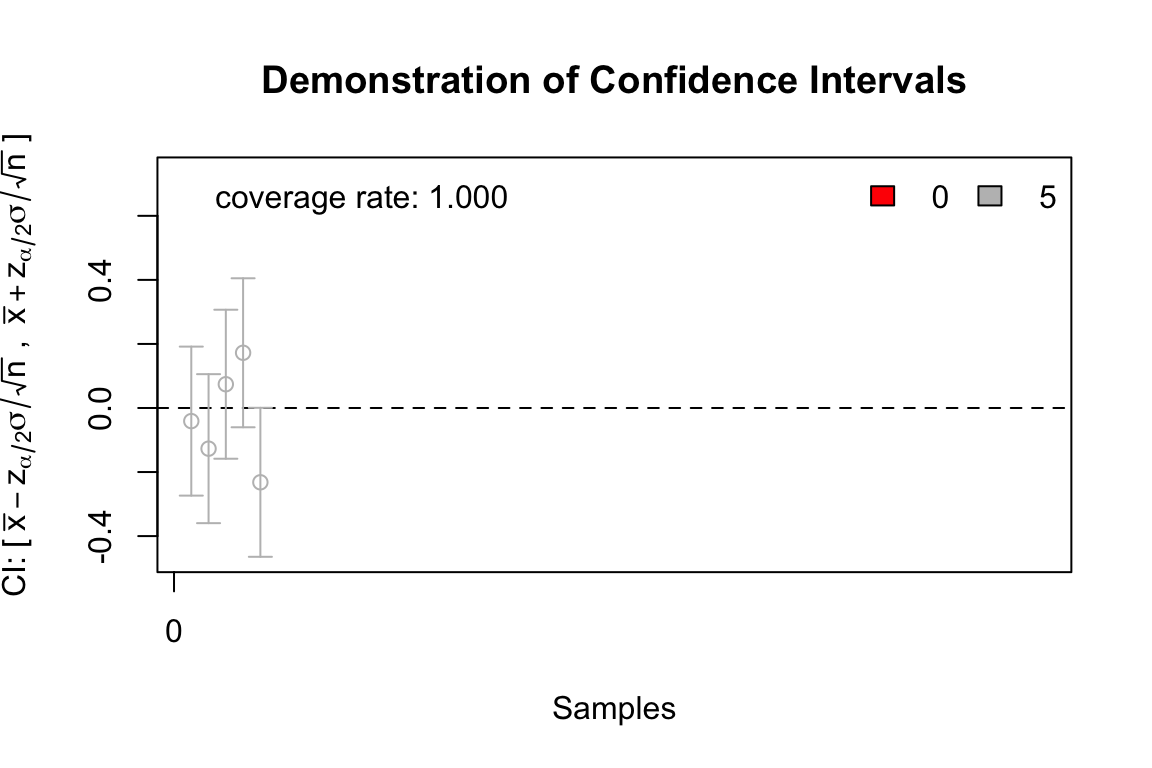 Demonstration of Confidence Intervals
coverage rate: 1.000
0 5
CI: [ x̅ − zα/2σ/√n , x̅ + zα/2σ/√n ]
0.4
0.0
-0.4
0
Samples